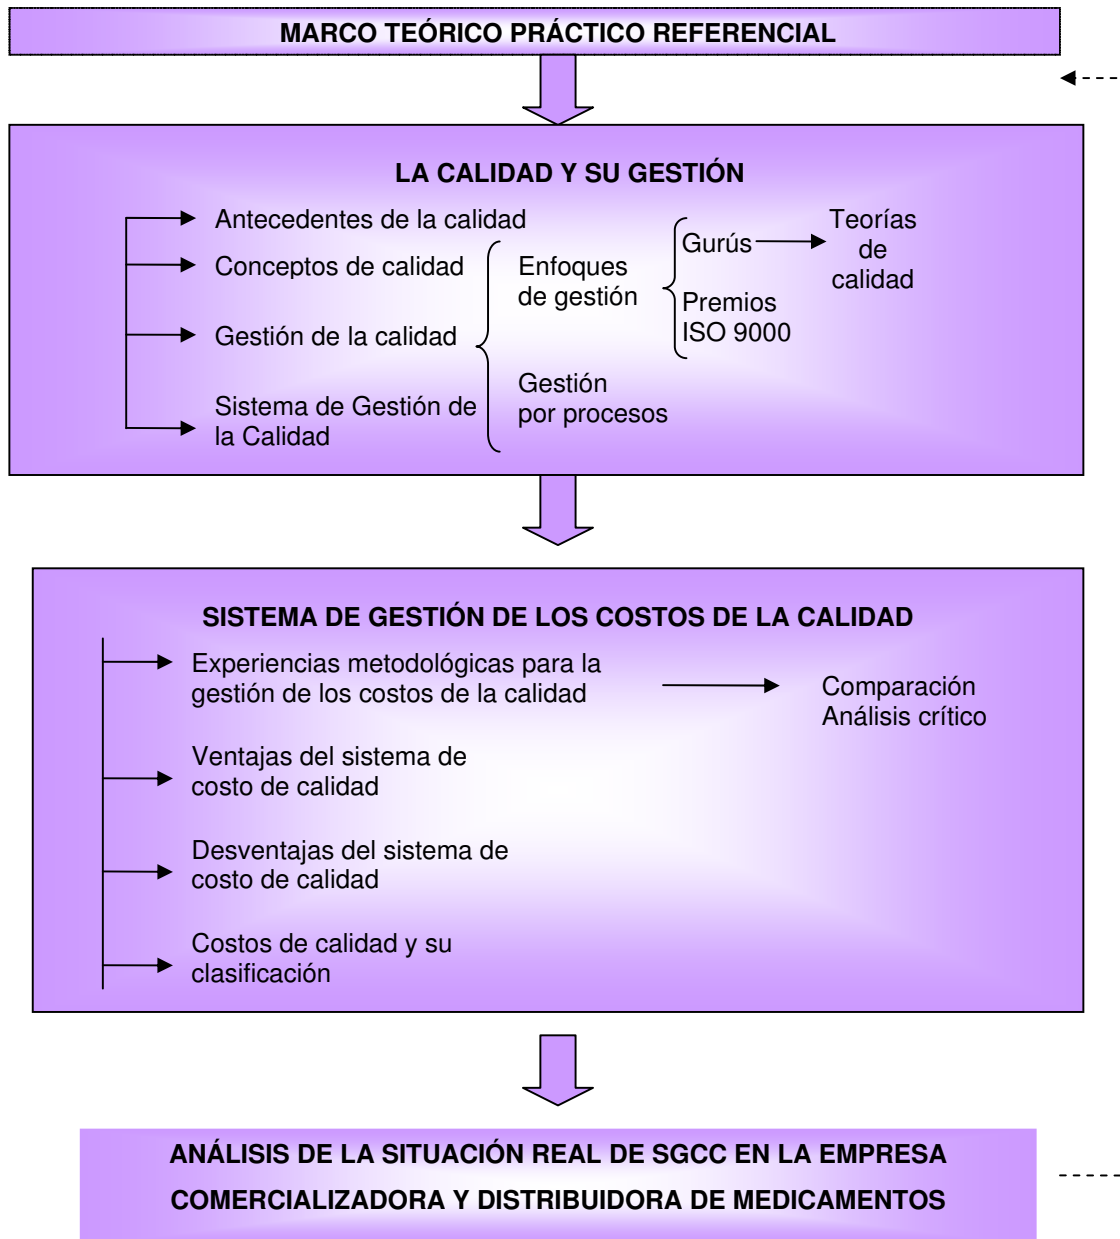 MARCO TEÓRICO PRÁCTICO REFERENCIAL
LA CALIDAD Y SU GESTIÓN
Antecedentes de la calidad
Conceptos de calidad
Gestión de la calidad
Sistema de Gestión de
la Calidad
Enfoques
de gestión
Gestión
por procesos
Gurús
Premios
ISO 9000
Teorías
de
calidad
SISTEMA DE GESTIÓN DE LOS COSTOS DE LA CALIDAD
Experiencias metodológicas para la
gestión de los costos de la calidad
Comparación
Análisis crítico
Ventajas del sistema de
costo de calidad
Desventajas del sistema de
costo de calidad
Costos de calidad y su
clasificación
ANÁLISIS DE LA SITUACIÓN REAL DE SGCC EN LA EMPRESA
COMERCIALIZADORA Y DISTRIBUIDORA DE MEDICAMENTOS